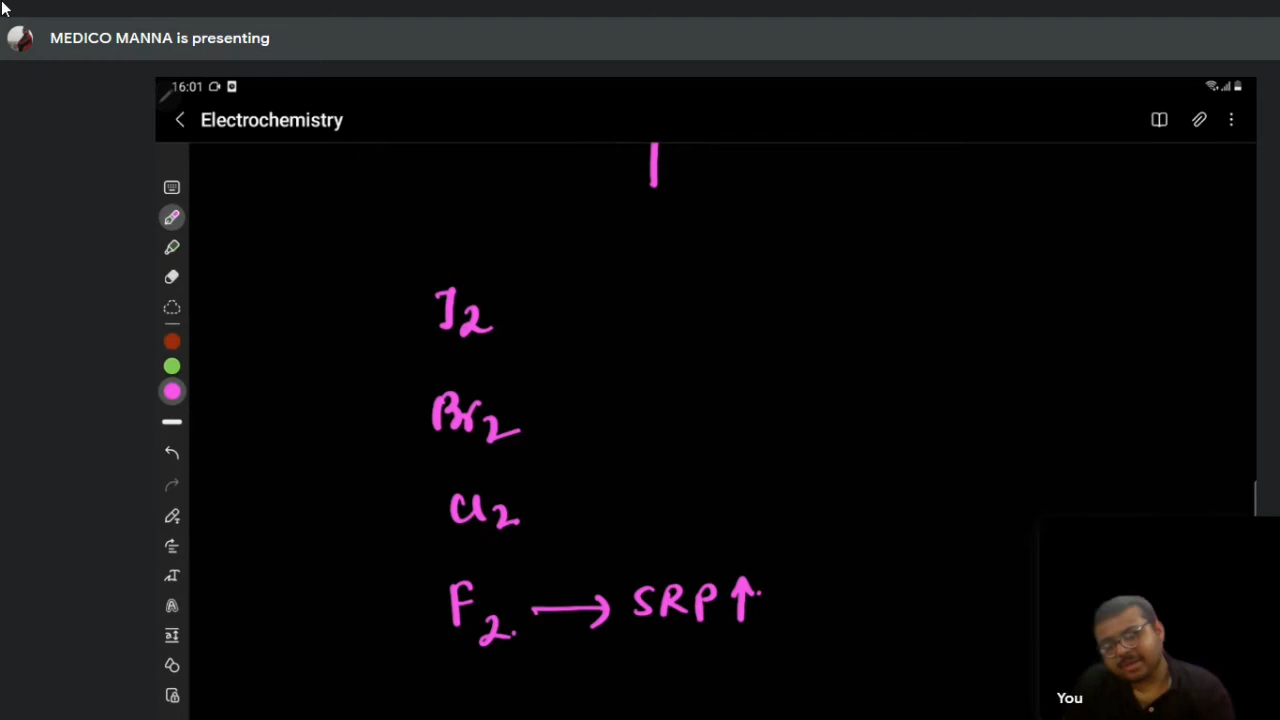 MEDICO MANNA is presenting
16:01
Electrochemistry
I2
Br2
Cl2
F2. → SRP ↑
You